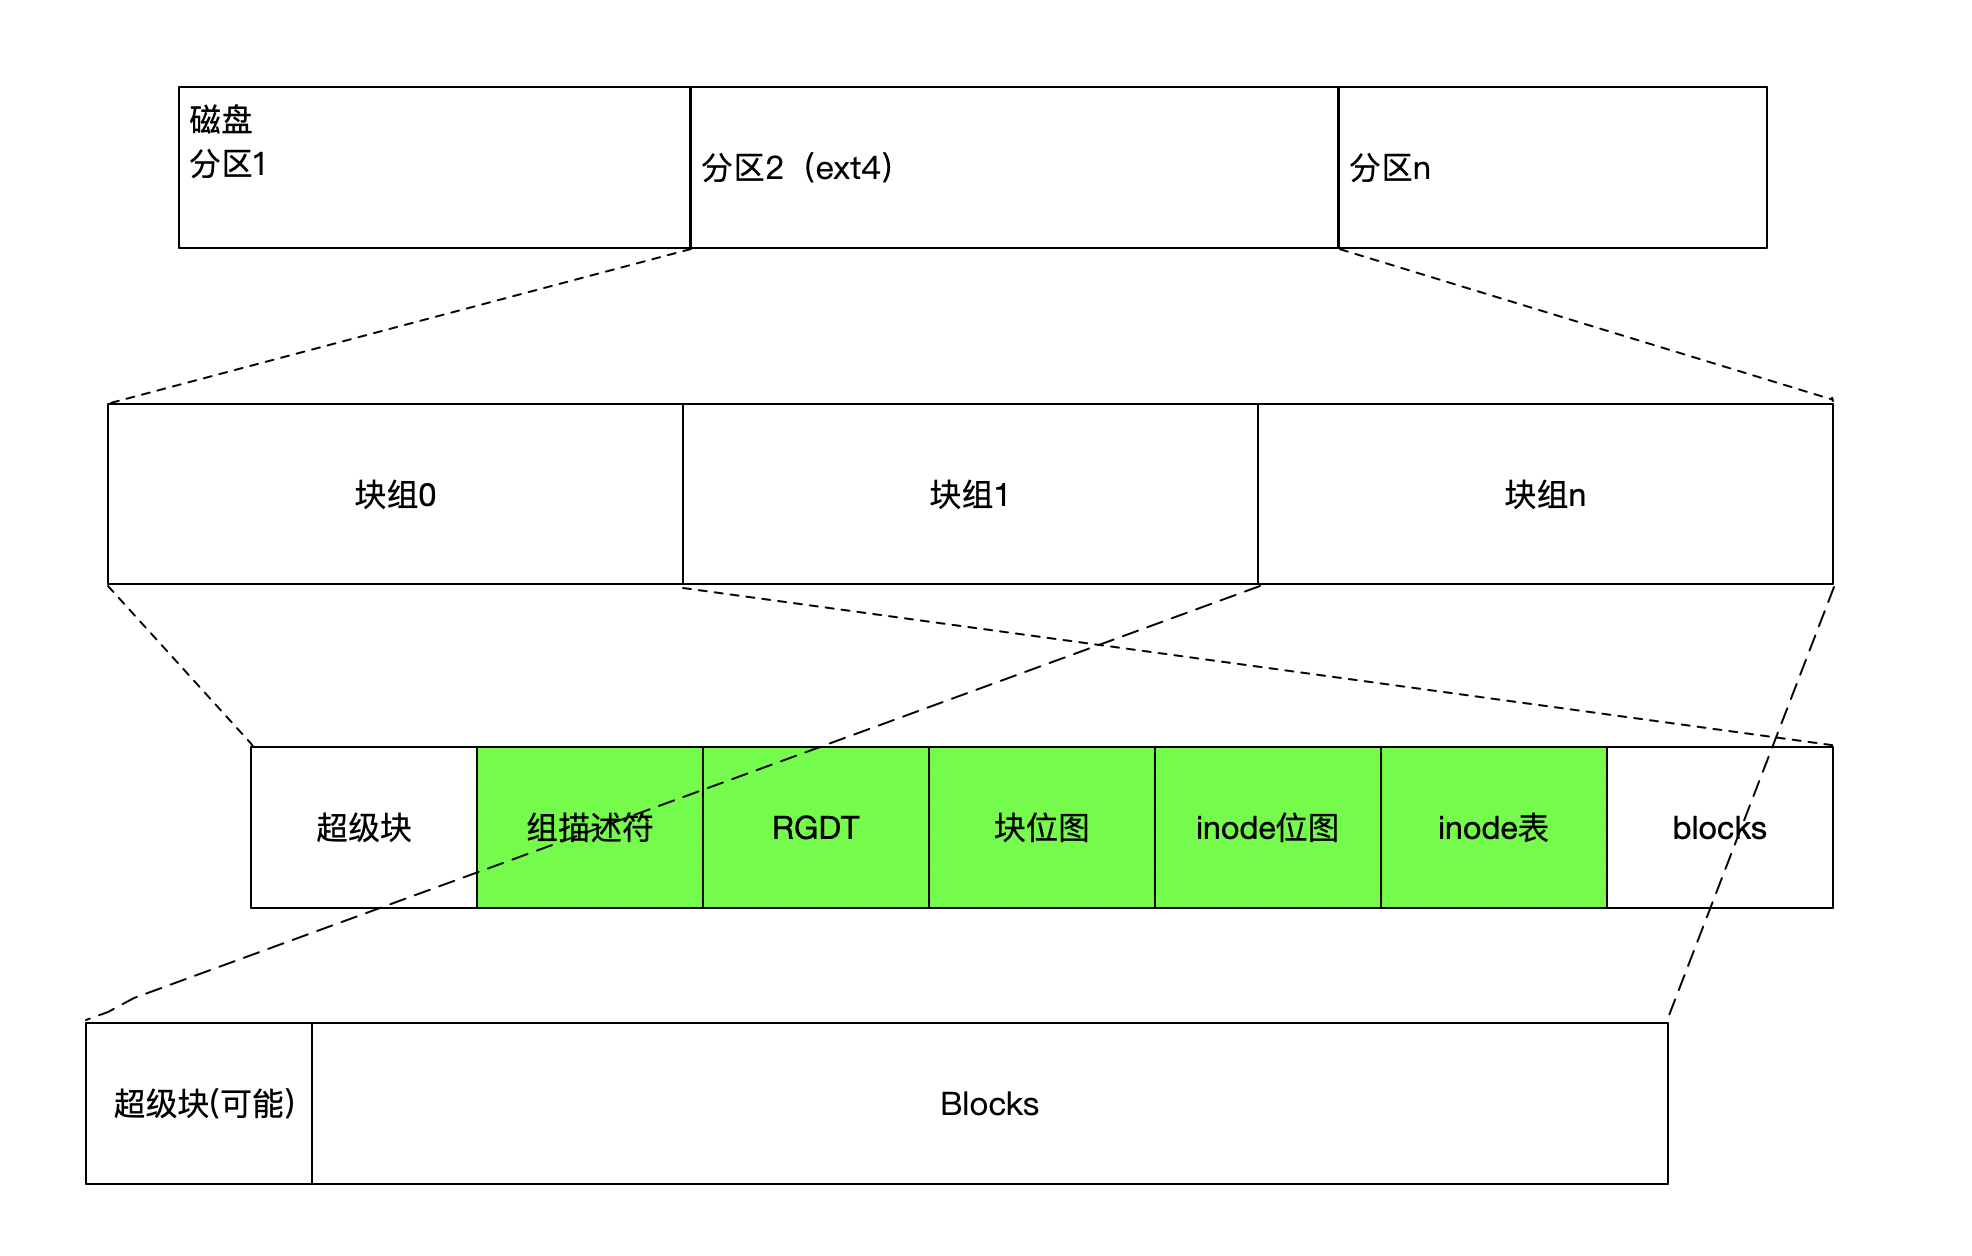 磁盘
分区1
分区2（ext4）
分区n
块组0
块组1
块组n
超级块
组描述符
RGDT
块位图
inode位图
inode表
blocks
超级块(可能)
Blocks